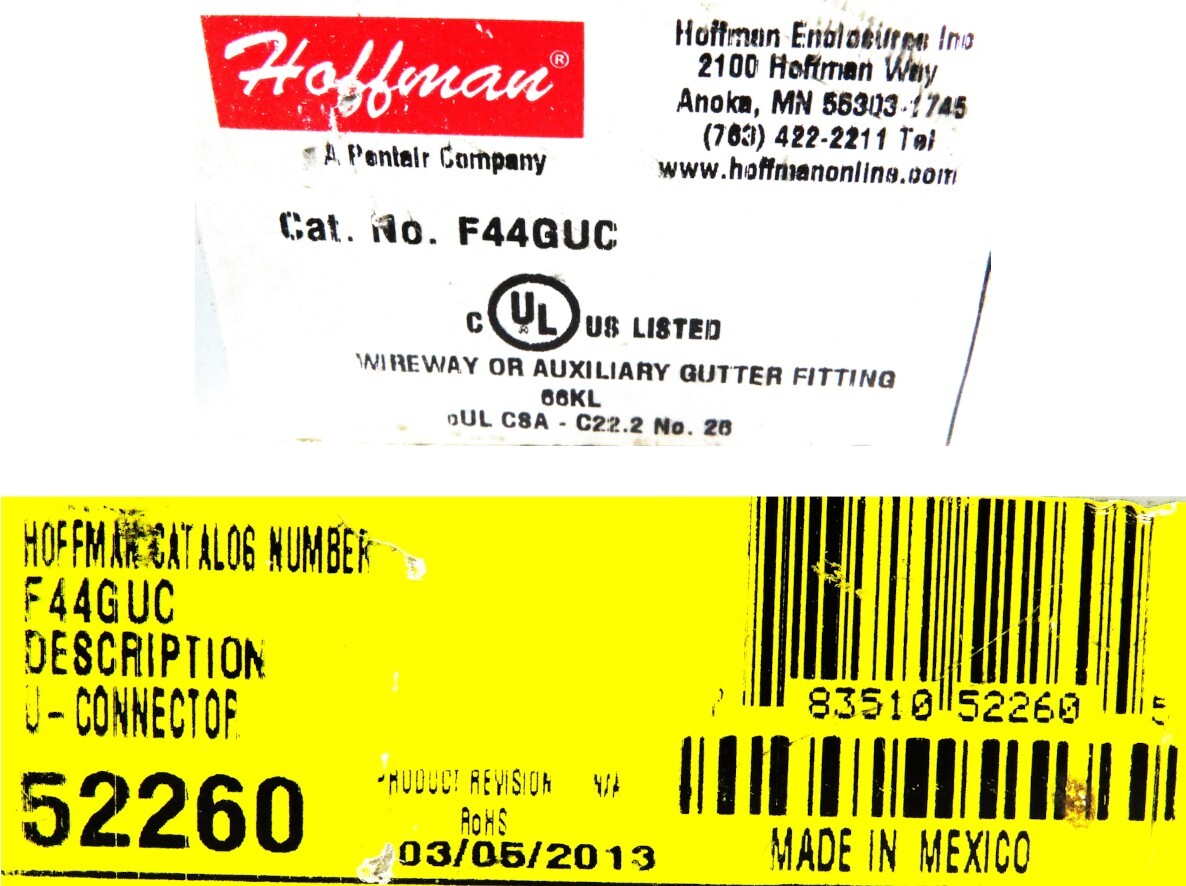 Hoffman®
A Pentair Company
Hoffman Enclosures Inc
2100 Hoffman Way
Anoka, MN 55303-1745
(763) 422-2211 Tel
www.hoffmanonline.com
Cat. No. F44GUC
C UL US LISTED
WIREWAY OR AUXILIARY GUTTER FITTING
66KL
cUL CSA - C22.2 No. 26
HOFFMAN CATALOG NUMBER
F44GUC
DESCRIPTION
U-CONNECTOR
7 83510 52260 5
52260
PRODUCT REVISION N/A
RoHS
03/05/2013
MADE IN MEXICO